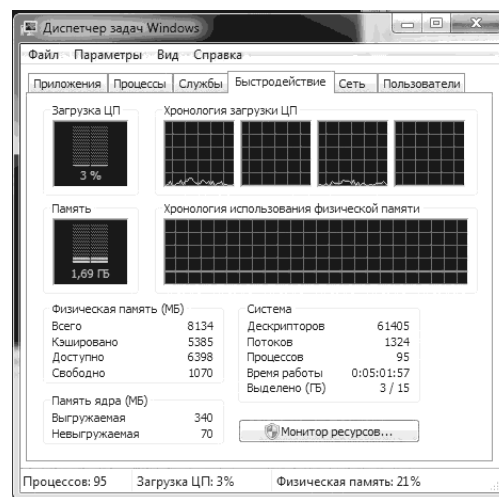 Диспетчер задач Windows
Файл Параметры Вид Справка
Приложения Процессы Службы Быстродействие Сеть Пользователи
Загрузка ЦП
3 %
Хронология загрузки ЦП
Память
1,69 ГБ
Хронология использования физической памяти
Физическая память (МБ)
Всего 8134
Кэшировано 5385
Доступно 6398
Свободно 1070
Память ядра (МБ)
Выгружаемая 340
Невыгружаемая 70
Система
Дескрипторов 61405
Потоков 1324
Процессов 95
Время работы 0:05:01:57
Выделено (ГБ) 3 / 15
Монитор ресурсов...
Процессов: 95 Загрузка ЦП: 3% Физическая память: 21%